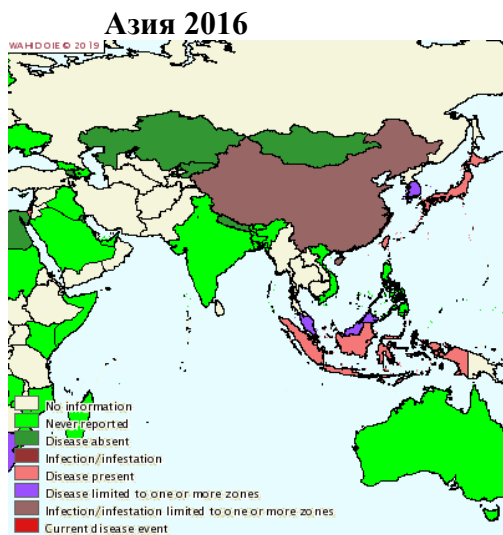 Азия 2016
WAHID OIE © 2019
No information
Never reported
Disease absent
Infection/infestation
Disease present
Disease limited to one or more zones
Infection/infestation limited to one or more zones
Current disease event